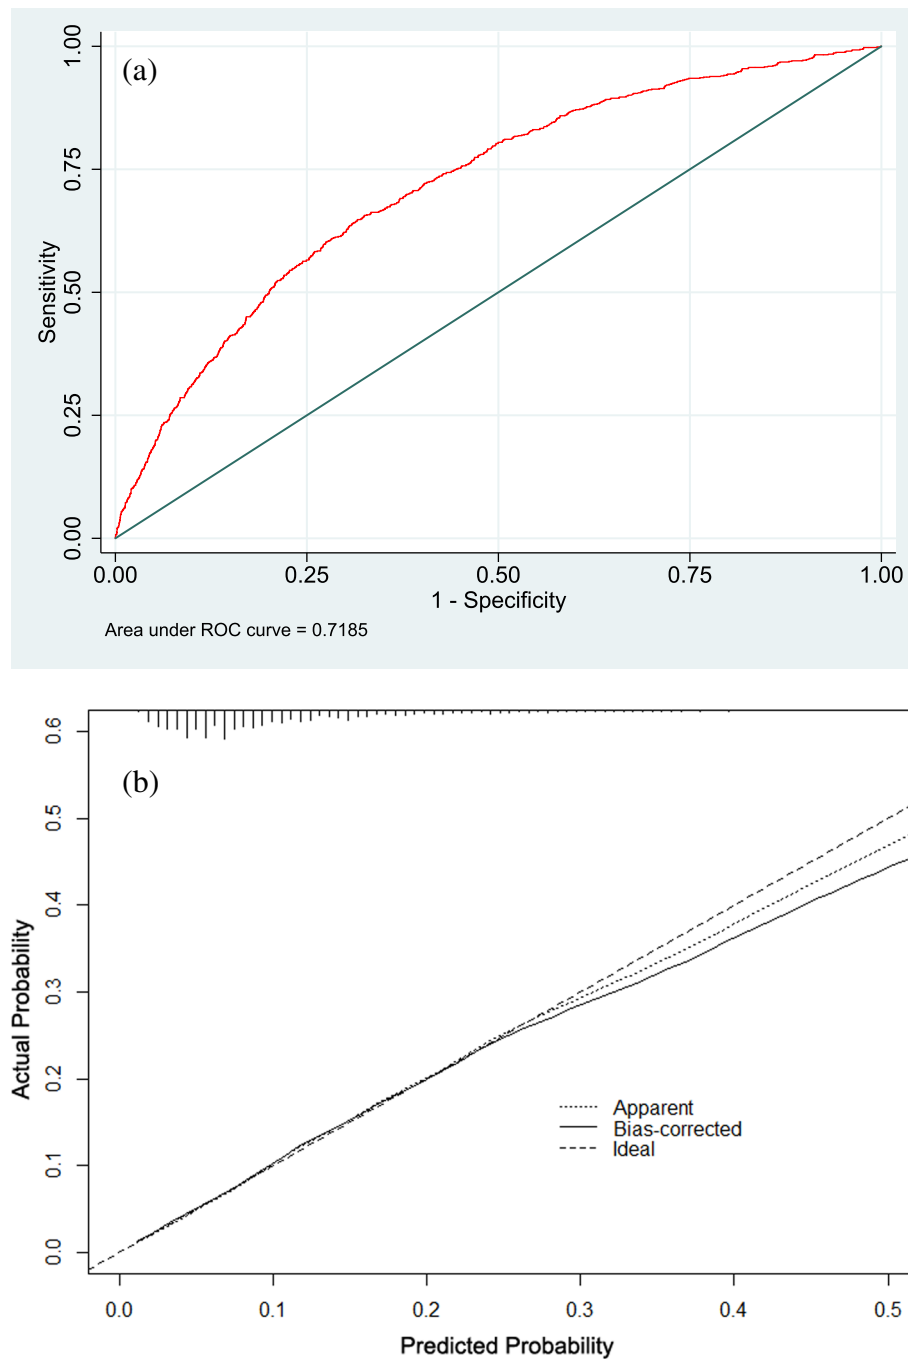 (a)
1.00
0.75
0.50
0.25
0.00
Sensitivity
0.00 0.25 0.50 0.75 1.00
1 - Specificity
Area under ROC curve = 0.7185
(b)
0.6
0.5
0.4
0.3
0.2
0.1
0.0
Actual Probability
Apparent
Bias-corrected
Ideal
0.0 0.1 0.2 0.3 0.4 0.5
Predicted Probability